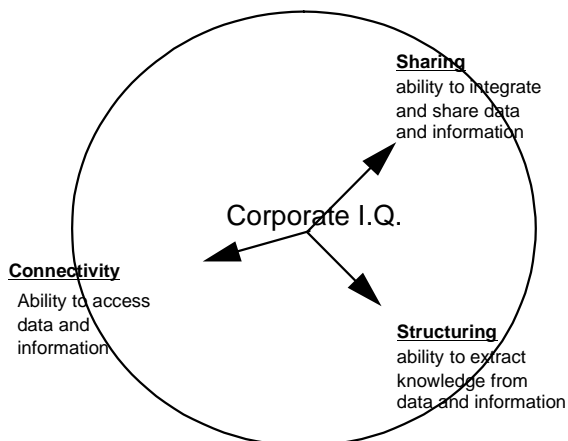 Sharing
ability to integrate
and share data
and information
Corporate I.Q.
Connectivity
Ability to access
data and
information
Structuring
ability to extract
knowledge from
data and information